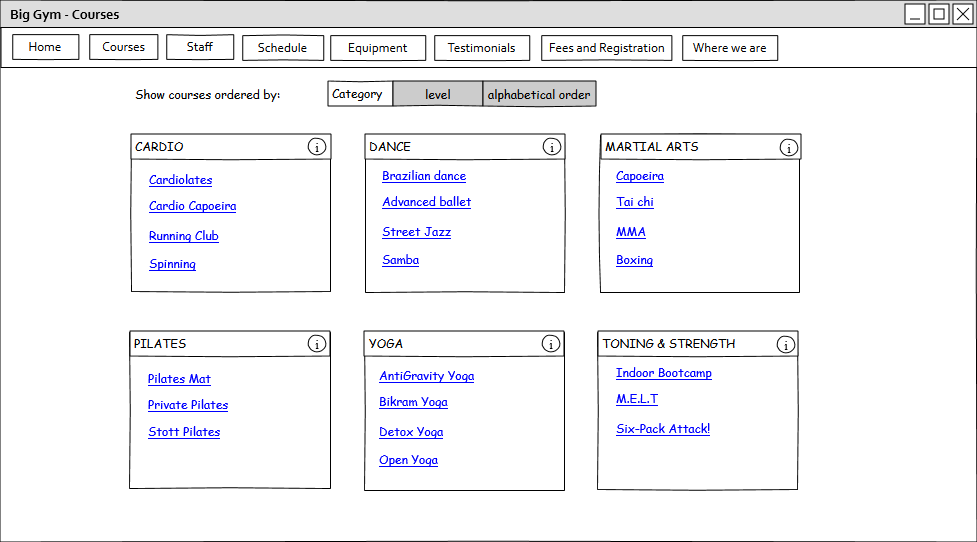 Big Gym - Courses
Home Courses Staff Schedule Equipment Testimonials Fees and Registration Where we are
Show courses ordered by: Category level alphabetical order
CARDIO i
Cardiolates
Cardio Capoeira
Running Club
Spinning
DANCE i
Brazilian dance
Advanced ballet
Street Jazz
Samba
MARTIAL ARTS i
Capoeira
Tai chi
MMA
Boxing
PILATES i
Pilates Mat
Private Pilates
Stott Pilates
YOGA i
AntiGravity Yoga
Bikram Yoga
Detox Yoga
Open Yoga
TONING & STRENGTH i
Indoor Bootcamp
M.E.L.T
Six-Pack Attack!